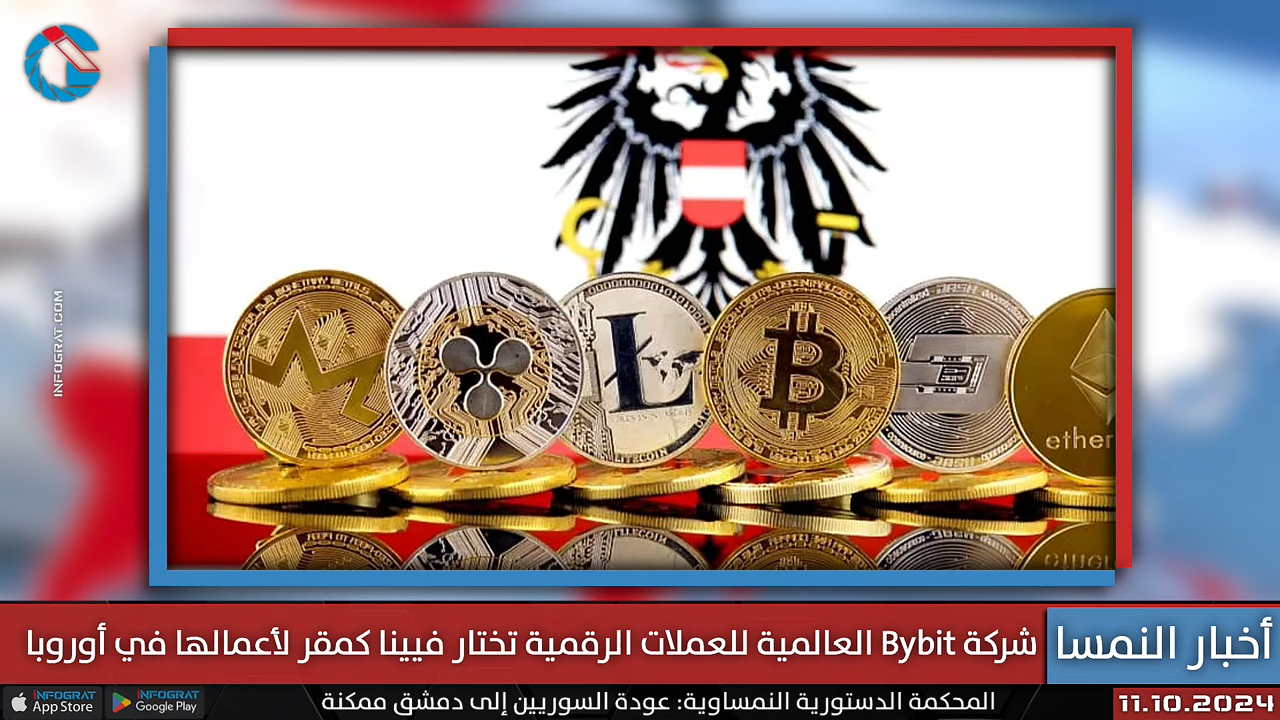 INFOGRAT.COM
LITECOIN
ether
أخبار النمسا
شركة Bybit العالمية للعملات الرقمية تختار فيينا كمقر لأعمالها في أوروبا
INFOGRAT
App Store
INFOGRAT
Google Play
المحكمة الدستورية النمساوية: عودة السوريين إلى دمشق ممكنة
11.10.2024